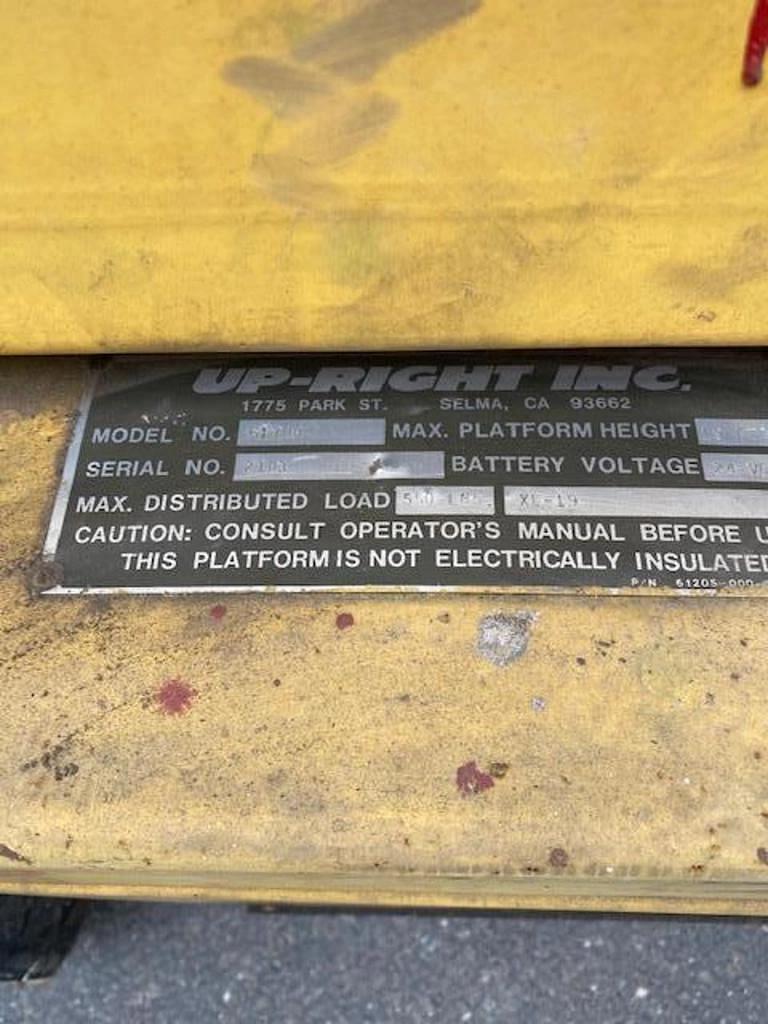 UP-RIGHT INC.
1775 PARK ST. SELMA, CA 93662
MODEL NO. MAX. PLATFORM HEIGHT
SERIAL NO. BATTERY VOLTAGE 24
MAX. DISTRIBUTED LOAD XL-19
CAUTION: CONSULT OPERATOR'S MANUAL BEFORE U
THIS PLATFORM IS NOT ELECTRICALLY INSULATED
P/N 61205-000-